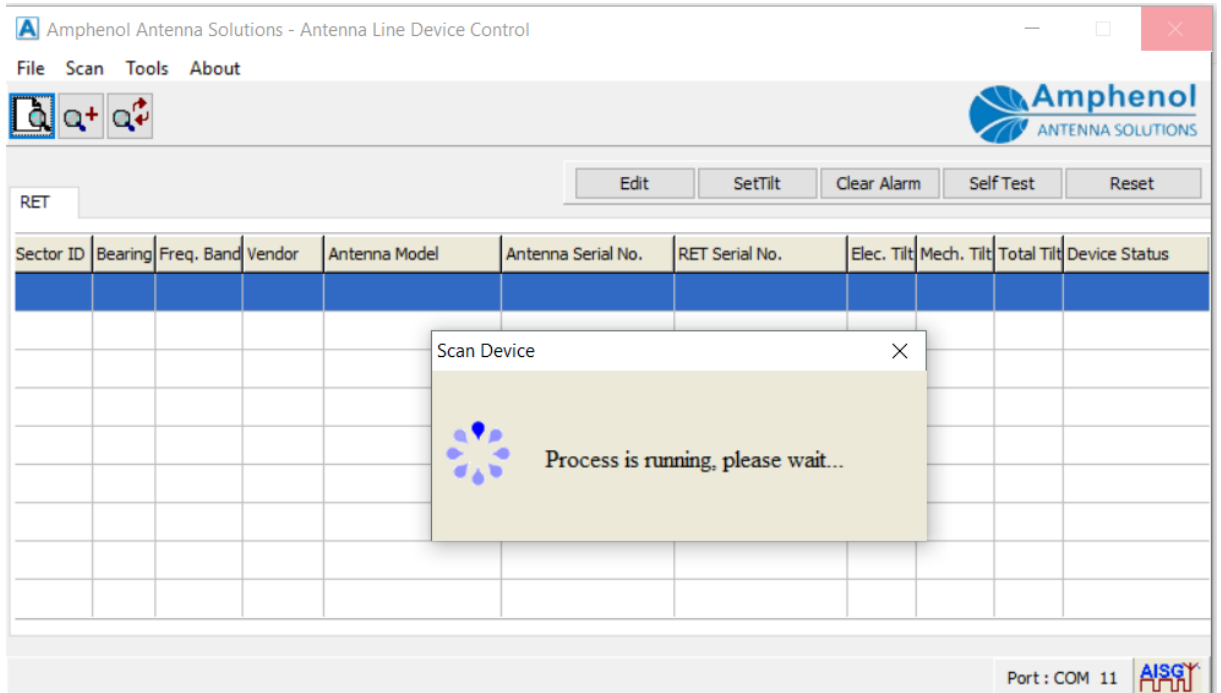 Amphenol Antenna Solutions - Antenna Line Device Control
File Scan Tools About
Amphenol
ANTENNA SOLUTIONS
Edit SetTilt Clear Alarm Self Test Reset
RET
Sector ID Bearing Freq. Band Vendor Antenna Model Antenna Serial No. RET Serial No. Elec. Tilt Mech. Tilt Total Tilt Device Status
Scan Device
Process is running, please wait...
Port : COM 11 AISG